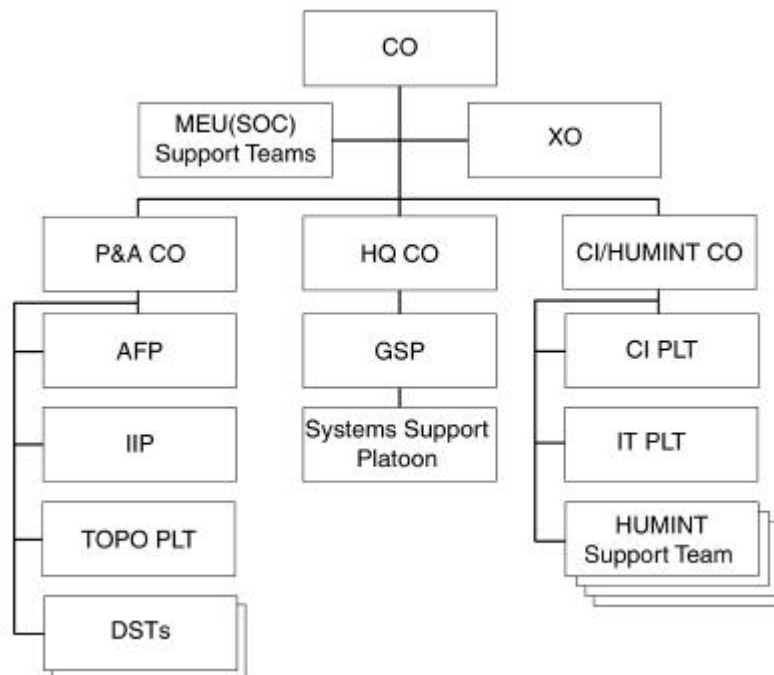 CO
MEU(SOC)
Support Teams
XO
P&A CO
HQ CO
CI/HUMINT CO
AFP
GSP
CI PLT
IIP
Systems Support
Platoon
IT PLT
TOPO PLT
HUMINT
Support Team
DSTs